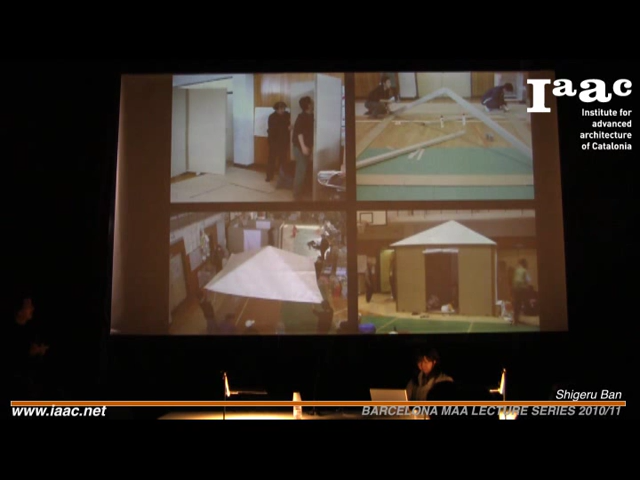 Iaac
Institute for
advanced
architecture
of Catalonia
Shigeru Ban
www.iaac.net
BARCELONA MAA LECTURE SERIES 2010/11